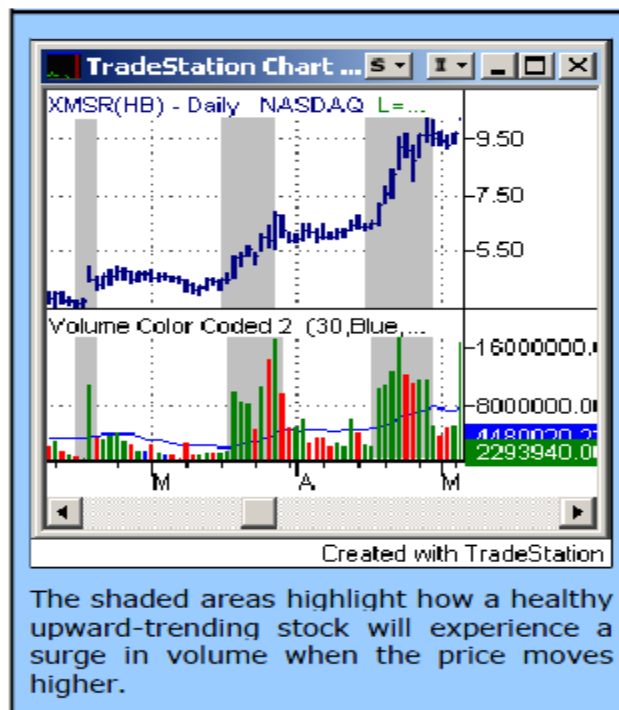 TradeStation Chart ... S I
XMSR(HB) - Daily NASDAQ L=...
9.50
7.50
5.50
Volume Color Coded 2 (30,Blue,...
16000000.
8000000.0
2293940.0
M A M
Created with TradeStation
The shaded areas highlight how a healthy
upward-trending stock will experience a
surge in volume when the price moves
higher.